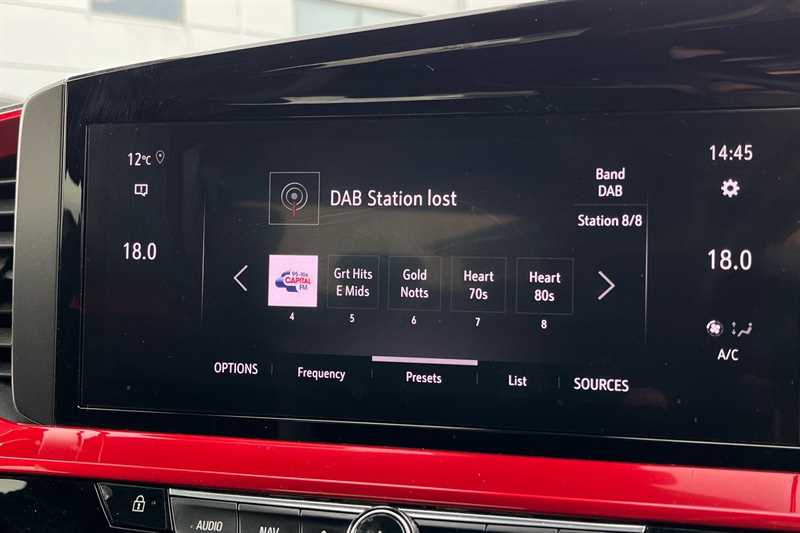 12°C
14:45
DAB Station lost
Band
DAB
Station 8/8
18.0
18.0
95-106
CAPITAL
FM
4
Grt Hits
E Mids
5
Gold
Notts
6
Heart
70s
7
Heart
80s
8
A/C
OPTIONS
Frequency
Presets
List
SOURCES
AUDIO
NAV